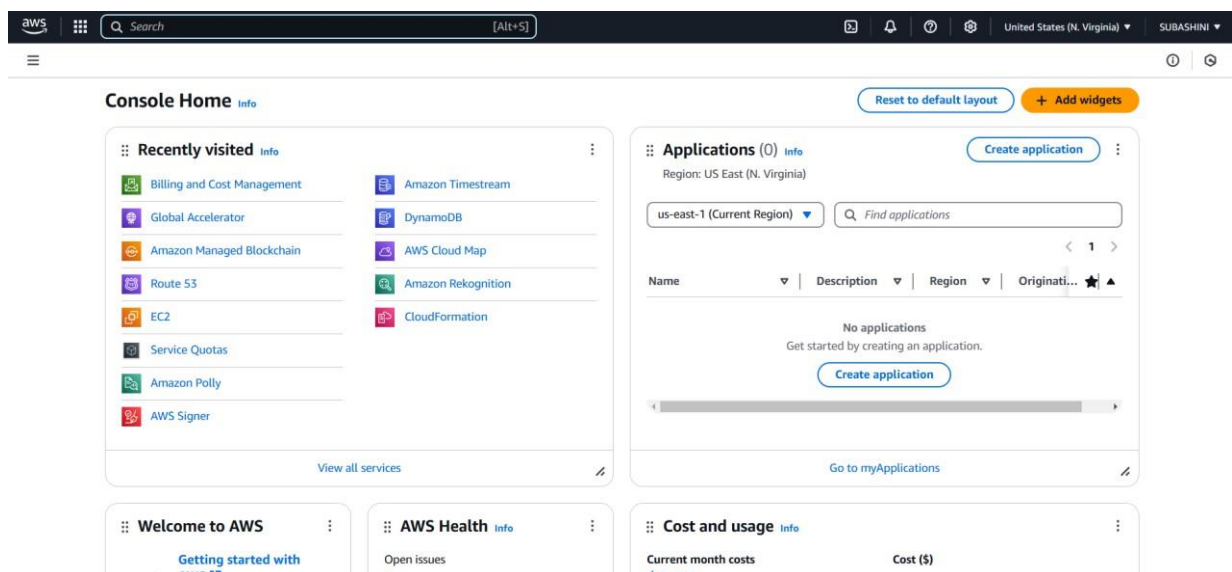 aws
Search [Alt+S]
United States (N. Virginia) ▼
SUBASHINI ▼
Console Home Info
Reset to default layout
+ Add widgets
Recently visited Info
Billing and Cost Management
Global Accelerator
Amazon Managed Blockchain
Route 53
EC2
Service Quotas
Amazon Polly
AWS Signer
Amazon Timestream
DynamoDB
AWS Cloud Map
Amazon Rekognition
CloudFormation
View all services
Applications (0) Info
Create application
Region: US East (N. Virginia)
us-east-1 (Current Region) ▼
Find applications
< 1 >
Name
Description
Region
Originati...
No applications
Get started by creating an application.
Create application
Go to myApplications
Welcome to AWS
Getting started with
AWS Health Info
Open issues
Cost and usage Info
Current month costs
Cost ($)